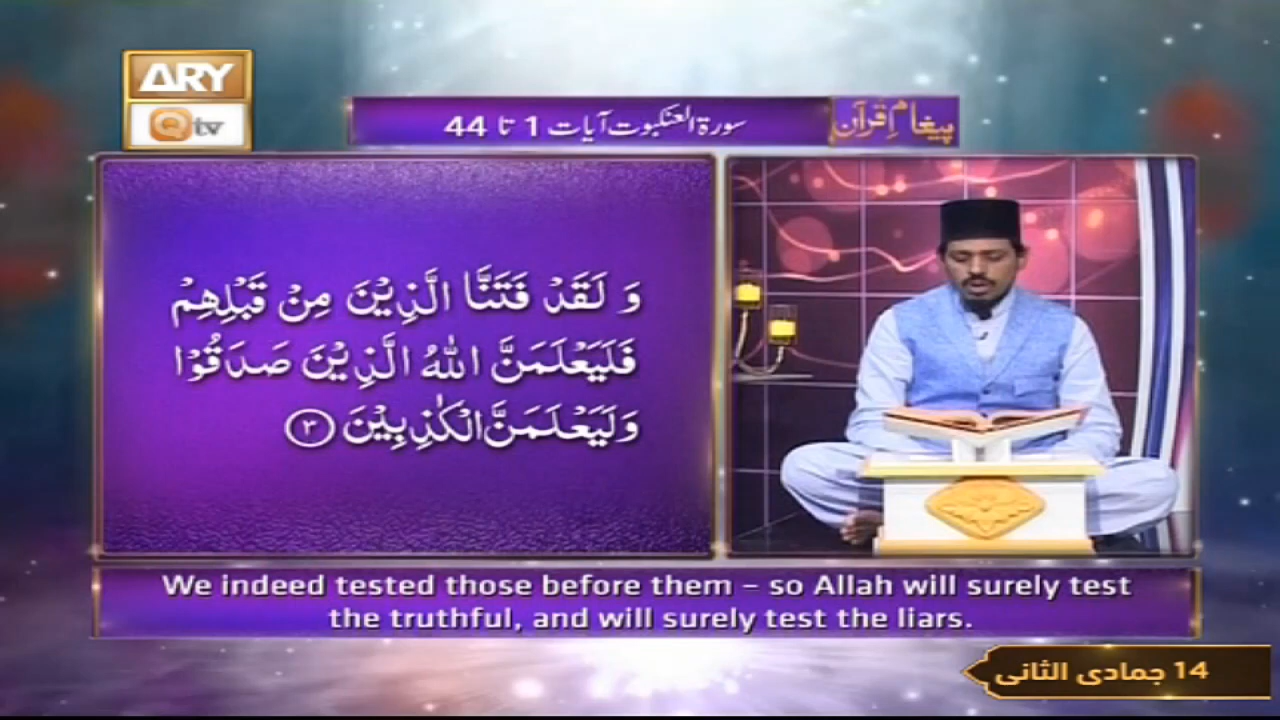 ARY
Qtv
پیغامِ قرآن
سورۃ العنکبوت آیات 1 تا 44
وَ لَقَدْ فَتَنَّا الَّذِیْنَ مِنْ قَبْلِهِمْ
فَلَیَعْلَمَنَّ اللّٰهُ الَّذِیْنَ صَدَقُوْا
وَلَیَعْلَمَنَّ الْكٰذِبِیْنَ ﴿۳﴾
We indeed tested those before them – so Allah will surely test
the truthful, and will surely test the liars.
14 جمادی الثانی